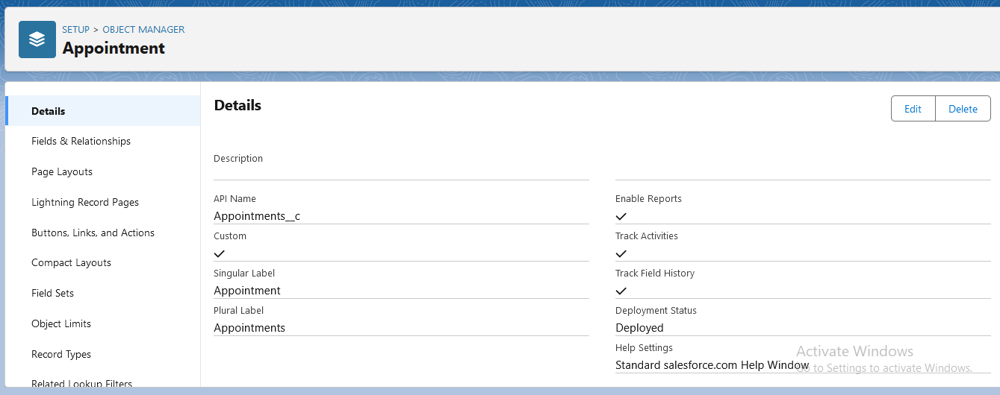 SETUP > OBJECT MANAGER
Appointment
Details
Fields & Relationships
Page Layouts
Lightning Record Pages
Buttons, Links, and Actions
Compact Layouts
Field Sets
Object Limits
Record Types
Related Lookup Filters
Details
Edit
Delete
Description
API Name
Appointments__c
Custom
Singular Label
Appointment
Plural Label
Appointments
Enable Reports
Track Activities
Track Field History
Deployment Status
Deployed
Help Settings
Standard salesforce.com Help Window
Activate Windows
Go to Settings to activate Windows.